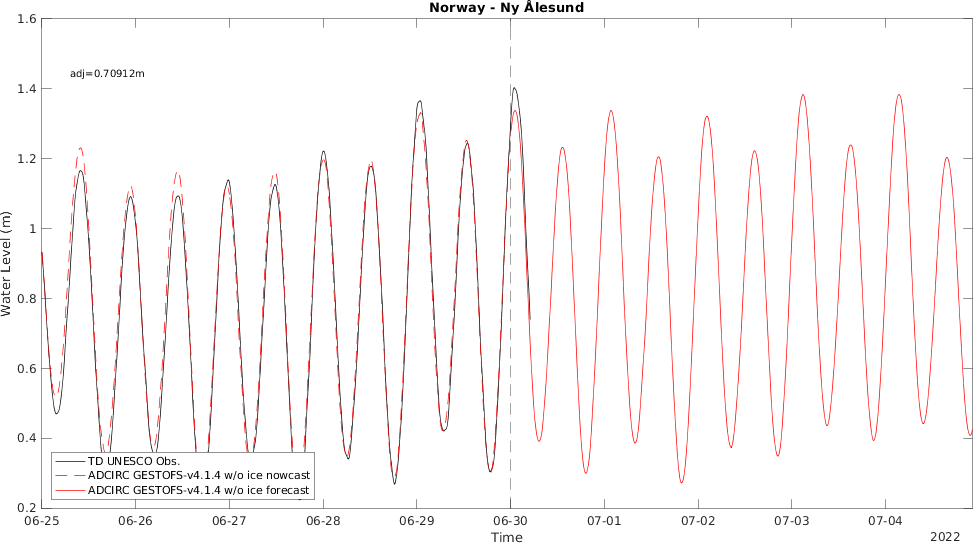 Norway - Ny Ålesund
1.6
adj=0.70912m
1.4
1.2
1
0.8
0.6
0.4
0.2
Water Level (m)
TD UNESCO Obs.
ADCIRC GESTOFS-v4.1.4 w/o ice nowcast
ADCIRC GESTOFS-v4.1.4 w/o ice forecast
06-25 06-26 06-27 06-28 06-29 06-30 07-01 07-02 07-03 07-04
Time
2022